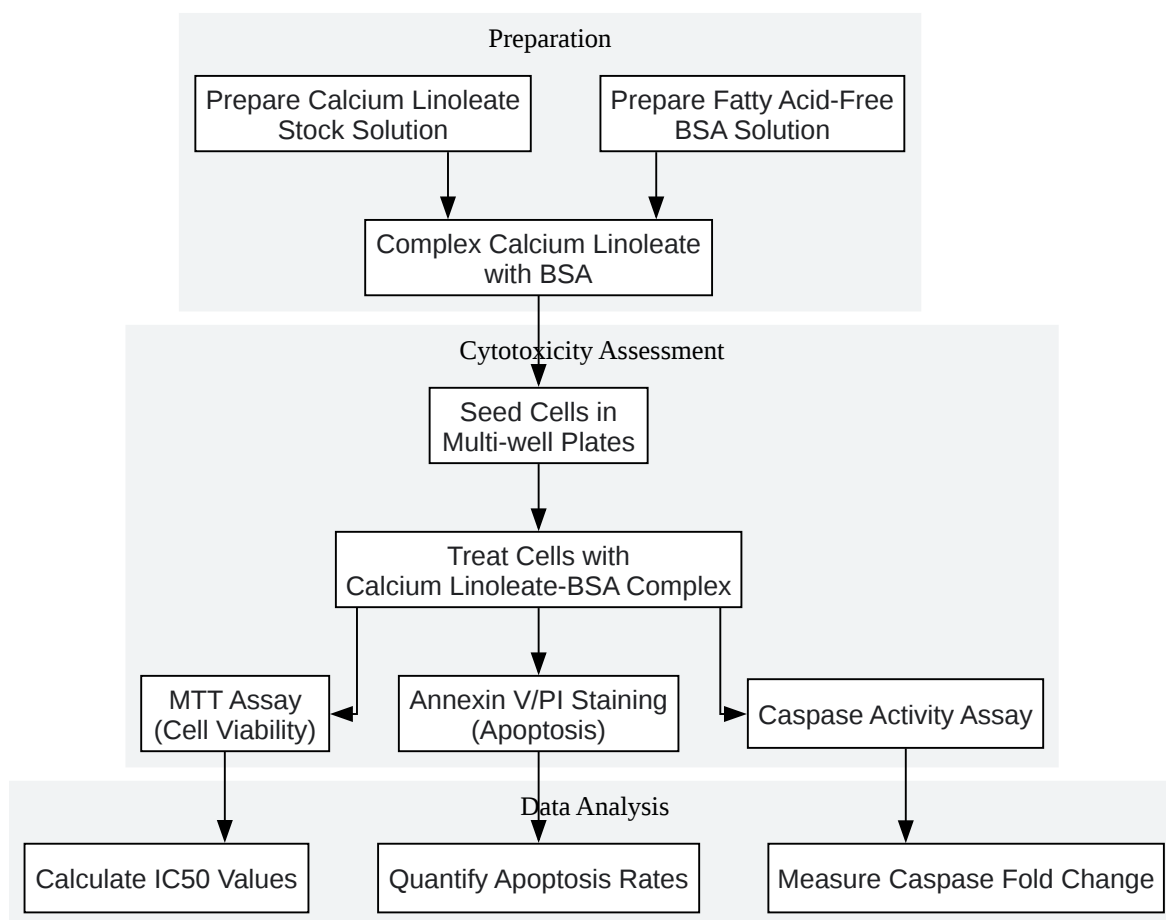 Preparation
Prepare Calcium Linoleate
Stock Solution
Prepare Fatty Acid-Free
BSA Solution
Complex Calcium Linoleate
with BSA
Cytotoxicity Assessment
Seed Cells in
Multi-well Plates
Treat Cells with
Calcium Linoleate-BSA Complex
MTT Assay
(Cell Viability)
Annexin V/PI Staining
(Apoptosis)
Caspase Activity Assay
Data Analysis
Calculate IC50 Values
Quantify Apoptosis Rates
Measure Caspase Fold Change